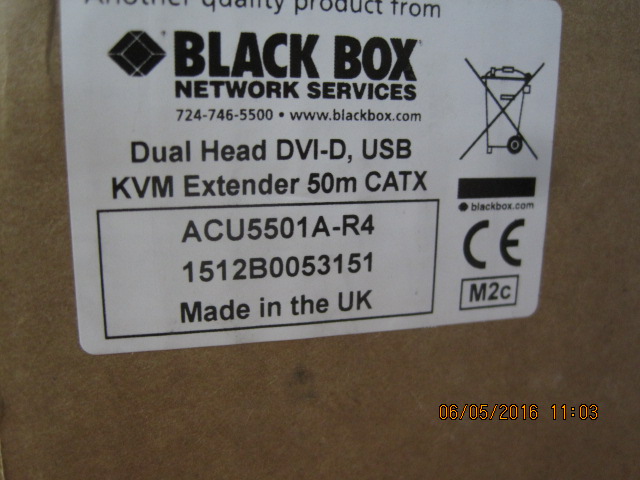 Another quality product from
BLACK BOX
NETWORK SERVICES
724-746-5500 • www.blackbox.com
Dual Head DVI-D, USB
KVM Extender 50m CATX
ACU5501A-R4
1512B0053151
Made in the UK
blackbox.com
CE
M2c
06/05/2016 11:03